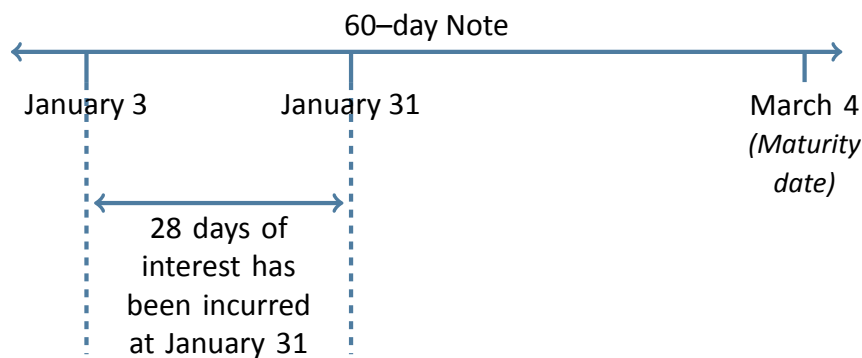 60–day Note
January 3
January 31
March 4
(Maturity
date)
28 days of
interest has
been incurred
at January 31